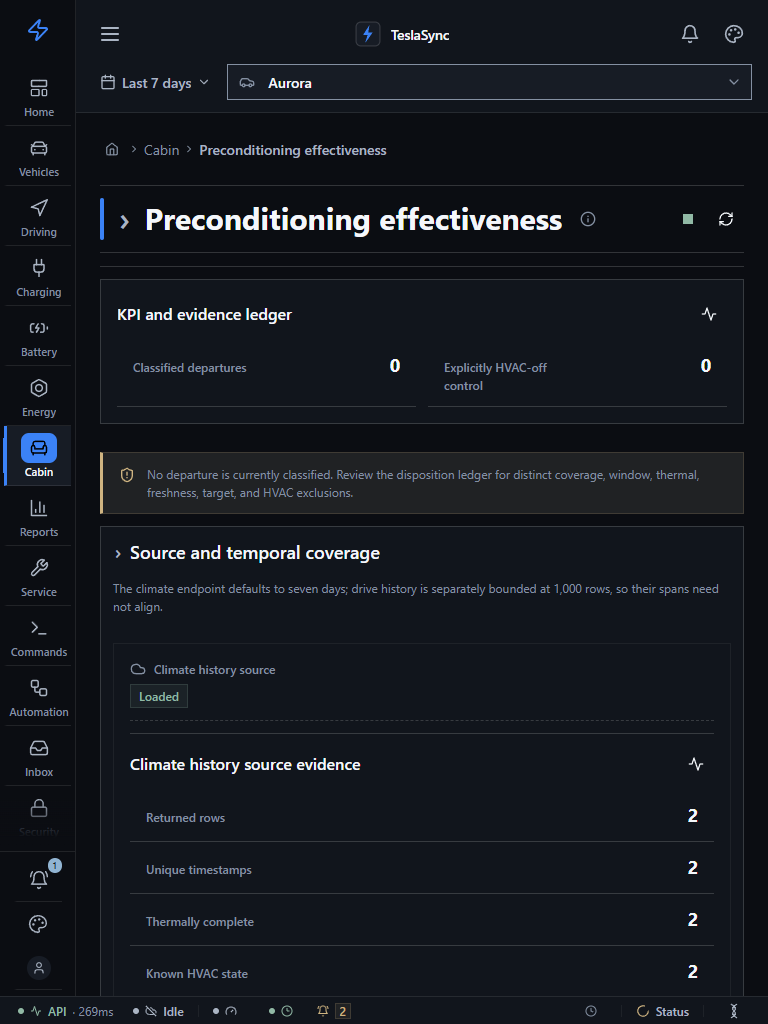 TeslaSync
Last 7 days
Aurora
Home
Vehicles
Driving
Charging
Battery
Energy
Cabin
Reports
Service
Commands
Automation
Inbox
Security
1
Cabin
Preconditioning effectiveness
Preconditioning effectiveness
KPI and evidence ledger
Classified departures
0
Explicitly HVAC-off
control
0
No departure is currently classified. Review the disposition ledger for distinct coverage, window, thermal,
freshness, target, and HVAC exclusions.
Source and temporal coverage
The climate endpoint defaults to seven days; drive history is separately bounded at 1,000 rows, so their spans need
not align.
Climate history source
Loaded
Climate history source evidence
Returned rows
2
Unique timestamps
2
Thermally complete
2
Known HVAC state
2
API · 269ms
Idle
2
Status